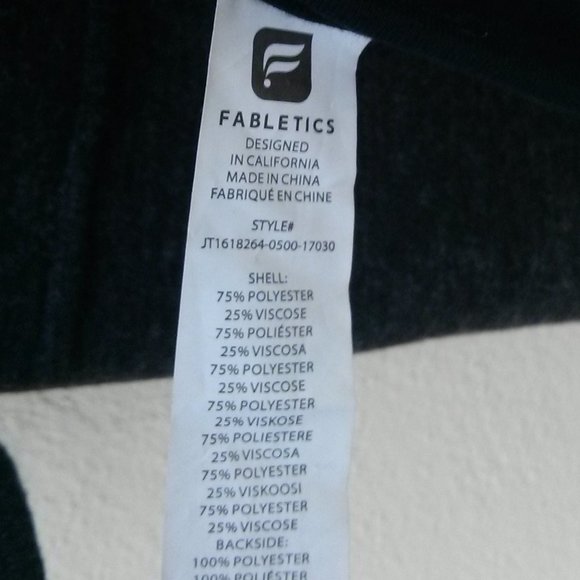 FABLETICS
DESIGNED
IN CALIFORNIA
MADE IN CHINA
FABRIQUÉ EN CHINE
STYLE#
JT1618264-0500-17030
SHELL:
75% POLYESTER
25% VISCOSE
75% POLIÉSTER
25% VISCOSA
75% POLYESTER
25% VISCOSE
75% POLYESTER
25% VISKOSE
75% POLIESTERE
25% VISCOSA
75% POLYESTER
25% VISKOOSI
75% POLYESTER
25% VISCOSE
BACKSIDE:
100% POLYESTER
100% POLIÉSTER